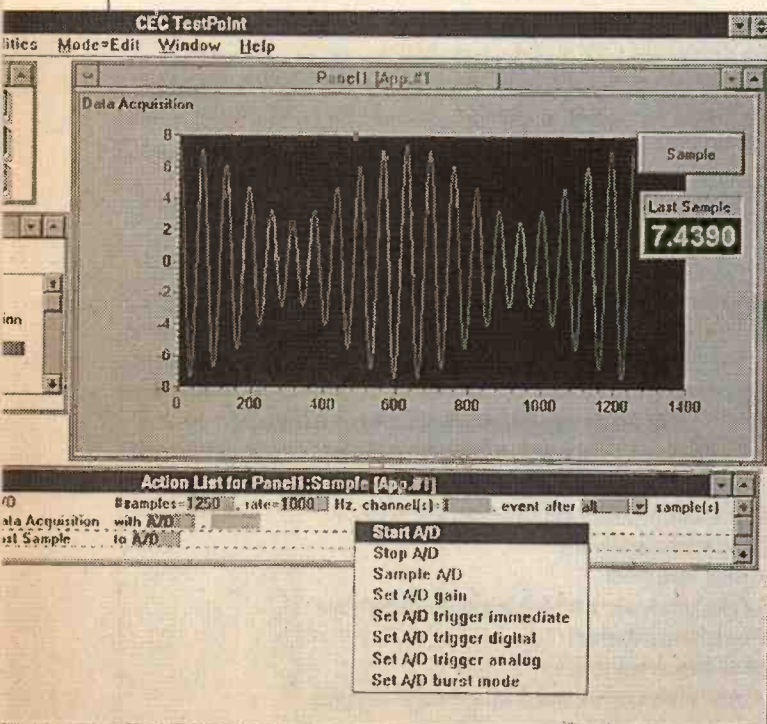 CEC TestPoint
lities Mode=Edit Window Help
Panel1 [App.#1 ]
Data Acquisition
8
6
4
2
0
-2
-4
-6
-8
0 200 400 600 800 1000 1200 1400
Sample
Last Sample
7.4390
ion
Action List for Panel1:Sample [App.#1]
/D #samples=1250 , rate=1000 Hz, channel(s)=1 , event after all sample(s)
ata Acquisition with A/D ,
st Sample to A/D
Start A/D
Stop A/D
Sample A/D
Set A/D gain
Set A/D trigger immediate
Set A/D trigger digital
Set A/D trigger analog
Set A/D burst mode